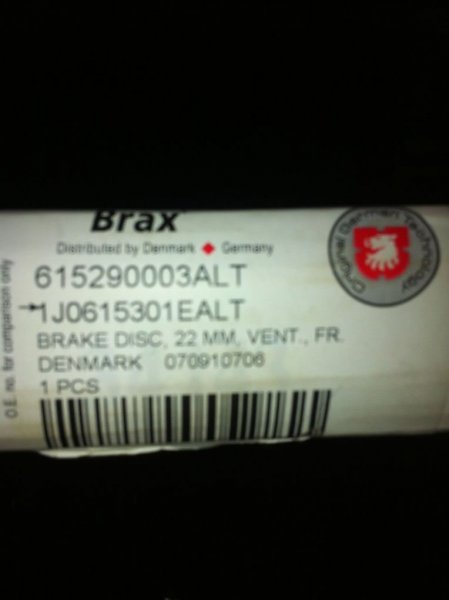 Brax
Distributed by Denmark Germany
615290003ALT
1J0615301EALT
BRAKE DISC, 22 MM, VENT., FR.
DENMARK 070910706
1 PCS
O.E. no. for comparison only
Original German Technology